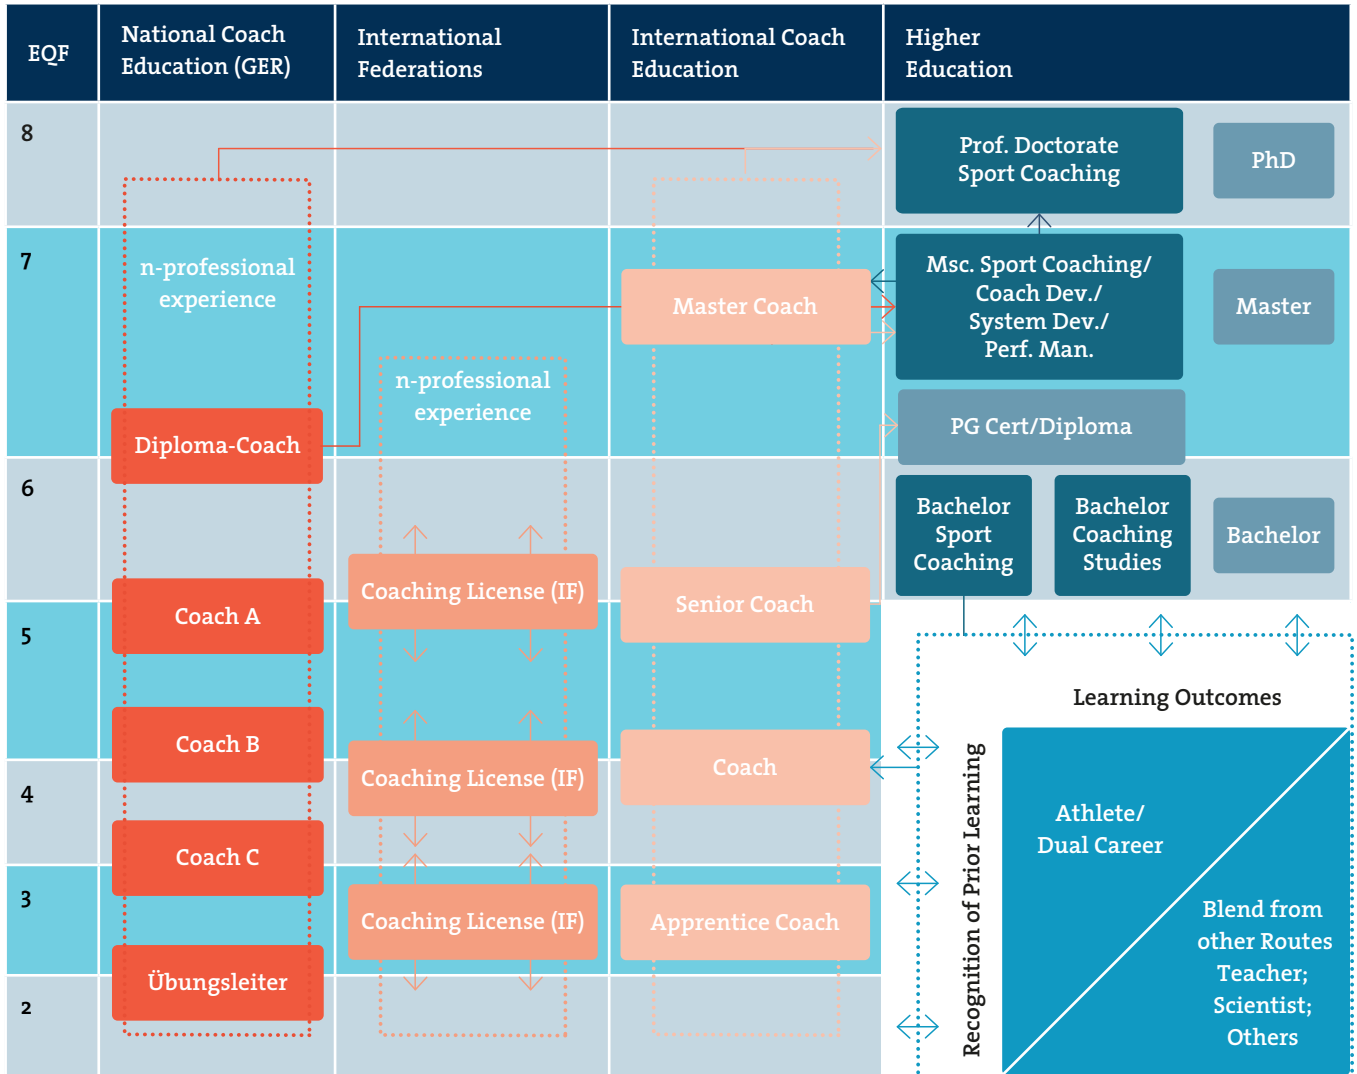 EQF
National Coach
Education (GER)
International
Federations
International Coach
Education
Higher
Education
8
Prof. Doctorate
Sport Coaching
PhD
7
n-professional
experience
Master Coach
Msc. Sport Coaching/
Coach Dev./
System Dev./
Perf. Man.
Master
n-professional
experience
Diploma-Coach
PG Cert/Diploma
6
Bachelor
Sport
Coaching
Bachelor
Coaching
Studies
Bachelor
Coaching License (IF)
Senior Coach
Coach A
5
Learning Outcomes
Coach B
Coaching License (IF)
Coach
4
Recognition of Prior Learning
Athlete/
Dual Career
Coach C
3
Coaching License (IF)
Apprentice Coach
Blend from
other Routes
Teacher;
Scientist;
Others
Übungsleiter
2